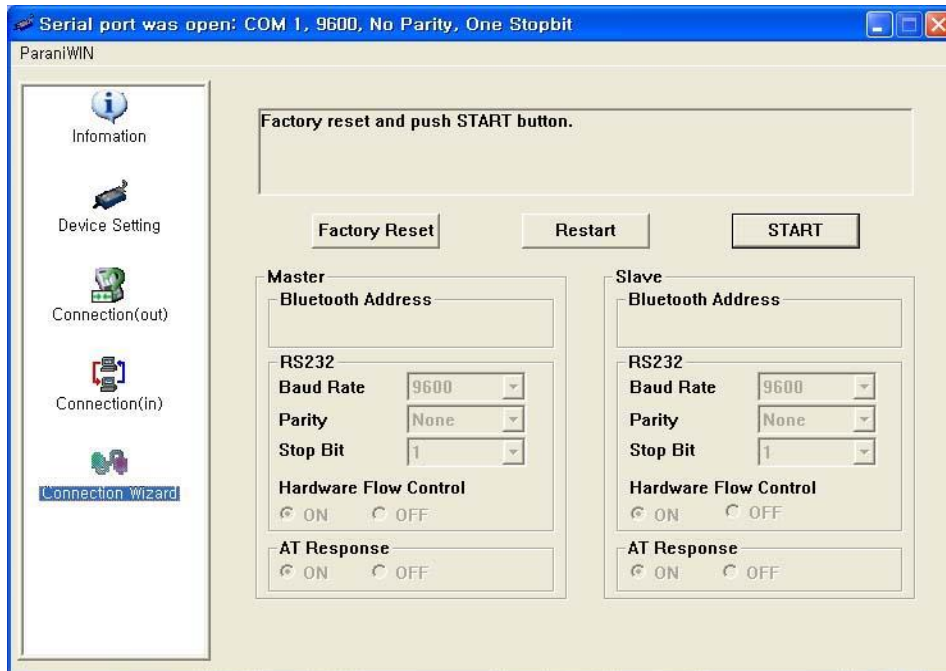 Serial port was open: COM 1, 9600, No Parity, One Stopbit
ParaniWIN
Infomation
Device Setting
Connection(out)
Connection(in)
Connection Wizard
Factory reset and push START button.
Factory Reset
Restart
START
Master
Bluetooth Address
RS232
Baud Rate 9600
Parity None
Stop Bit 1
Hardware Flow Control
ON OFF
AT Response
ON OFF
Slave
Bluetooth Address
RS232
Baud Rate 9600
Parity None
Stop Bit 1
Hardware Flow Control
ON OFF
AT Response
ON OFF